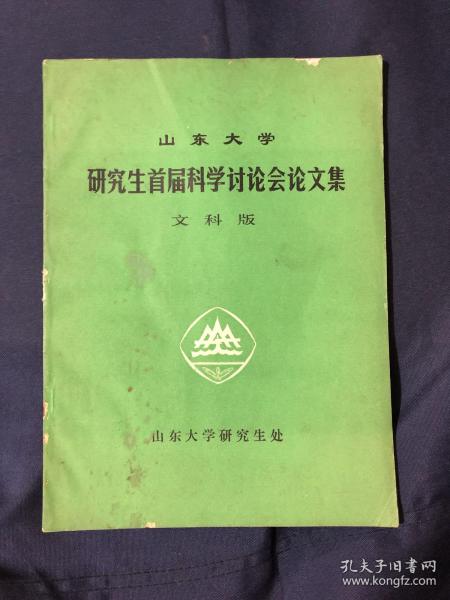 山东大学
研究生首届科学讨论会论文集
文科版
山东大学研究生处
孔夫子旧书网
www.kongfz.com